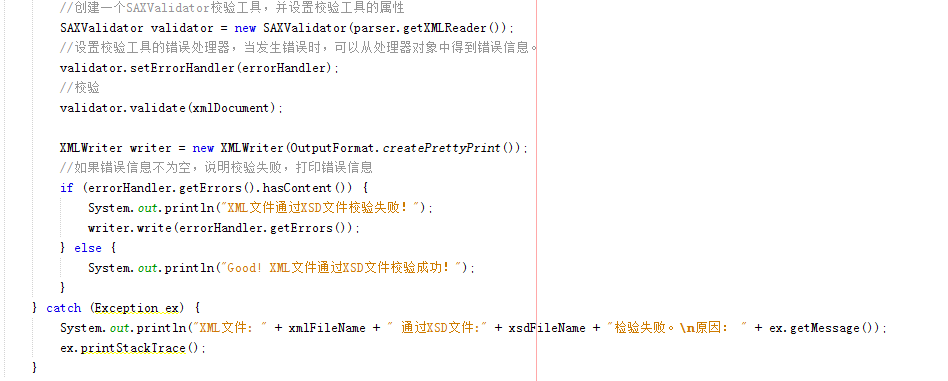 //创建一个SAXValidator校验工具，并设置校验工具的属性
SAXValidator validator = new SAXValidator(parser.getXMLReader());
//设置校验工具的错误处理器，当发生错误时，可以从处理器对象中得到错误信息。
validator.setErrorHandler(errorHandler);
//校验
validator.validate(xmlDocument);
XMLWriter writer = new XMLWriter(OutputFormat.createPrettyPrint());
//如果错误信息不为空，说明校验失败，打印错误信息
if (errorHandler.getErrors().hasContent()) {
System.out.println("XML文件通过XSD文件校验失败！");
writer.write(errorHandler.getErrors());
} else {
System.out.println("Good! XML文件通过XSD文件校验成功！");
}
} catch (Exception ex) {
System.out.println("XML文件: " + xmlFileName + " 通过XSD文件:" + xsdFileName + "检验失败。\n原因： " + ex.getMessage());
ex.printStackTrace();
}